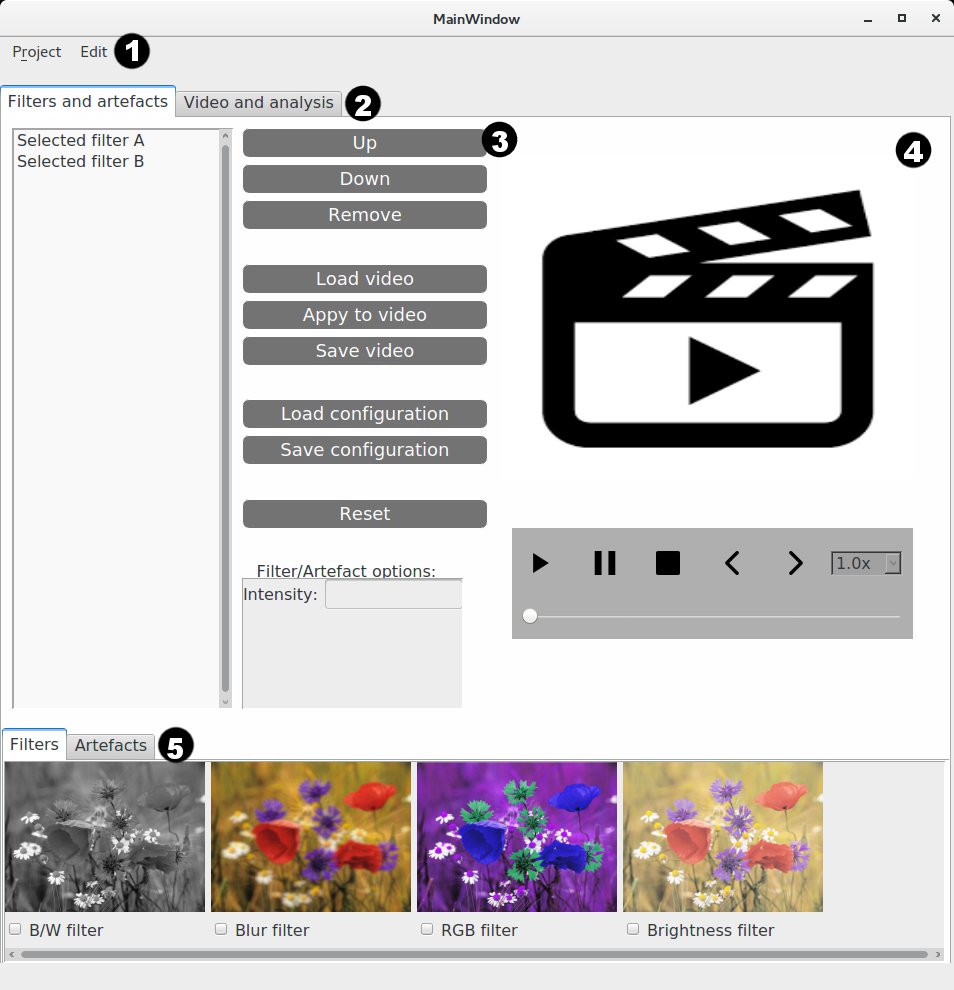 MainWindow
Project Edit 1
Filters and artefacts Video and analysis 2
Selected filter A
Selected filter B
Up 3
Down
Remove
Load video
Appy to video
Save video
Load configuration
Save configuration
Reset
Filter/Artefact options:
Intensity:
4
1.0x
Filters Artefacts 5
B/W filter Blur filter RGB filter Brightness filter